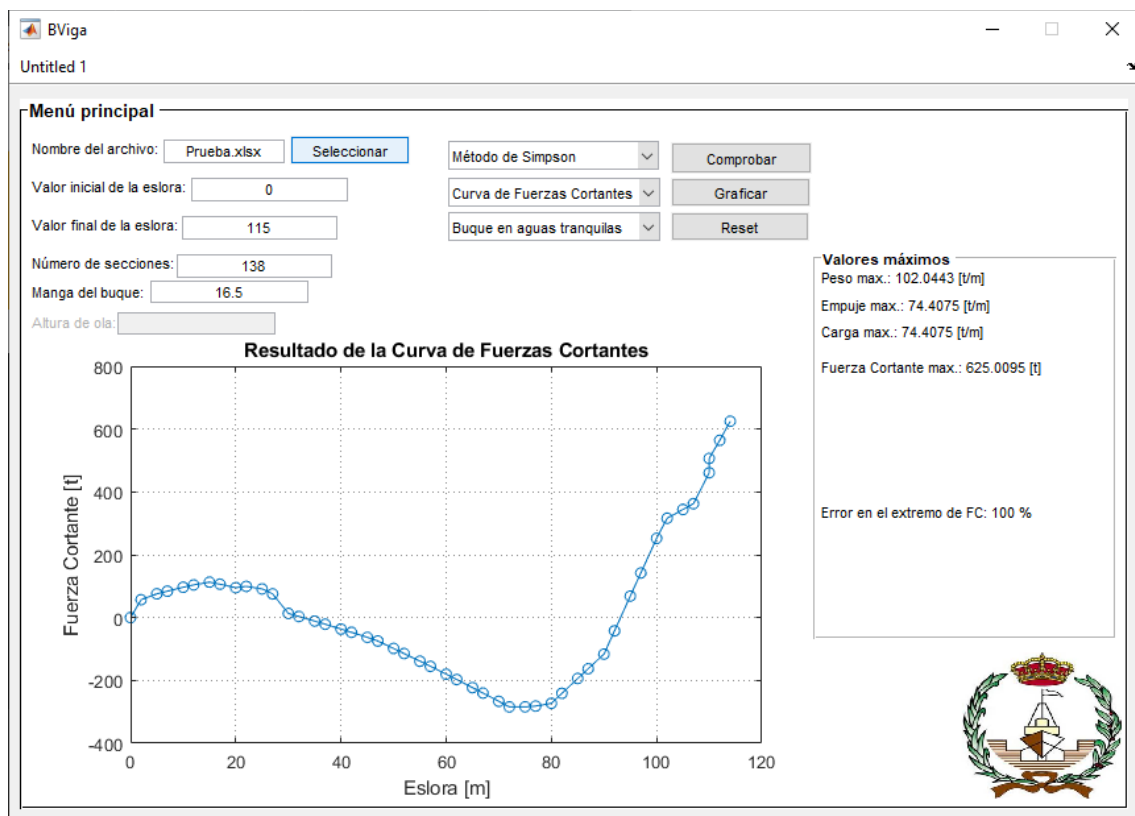 BViga
Untitled 1
Menú principal
Nombre del archivo: Prueba.xlsx Seleccionar
Método de Simpson Comprobar
Valor inicial de la eslora: 0
Curva de Fuerzas Cortantes Graficar
Valor final de la eslora: 115
Buque en aguas tranquilas Reset
Número de secciones: 138
Manga del buque: 16.5
Altura de ola:
Valores máximos
Peso max.: 102.0443 [t/m]
Empuje max.: 74.4075 [t/m]
Carga max.: 74.4075 [t/m]
Fuerza Cortante max.: 625.0095 [t]
Error en el extremo de FC: 100 %
Resultado de la Curva de Fuerzas Cortantes
Fuerza Cortante [t]
800
600
400
200
0
-200
-400
0 20 40 60 80 100 120
Eslora [m]